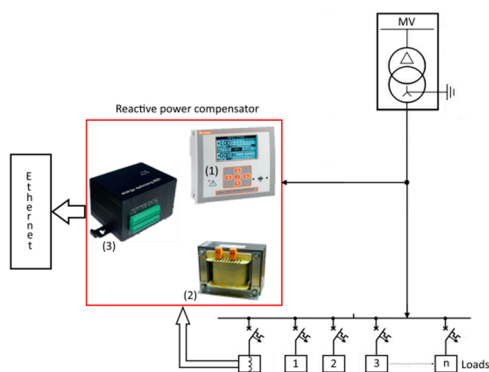 MV
Reactive power compensator
(1)
(2)
(3)
Ethernet
1
2
3
n
Loads